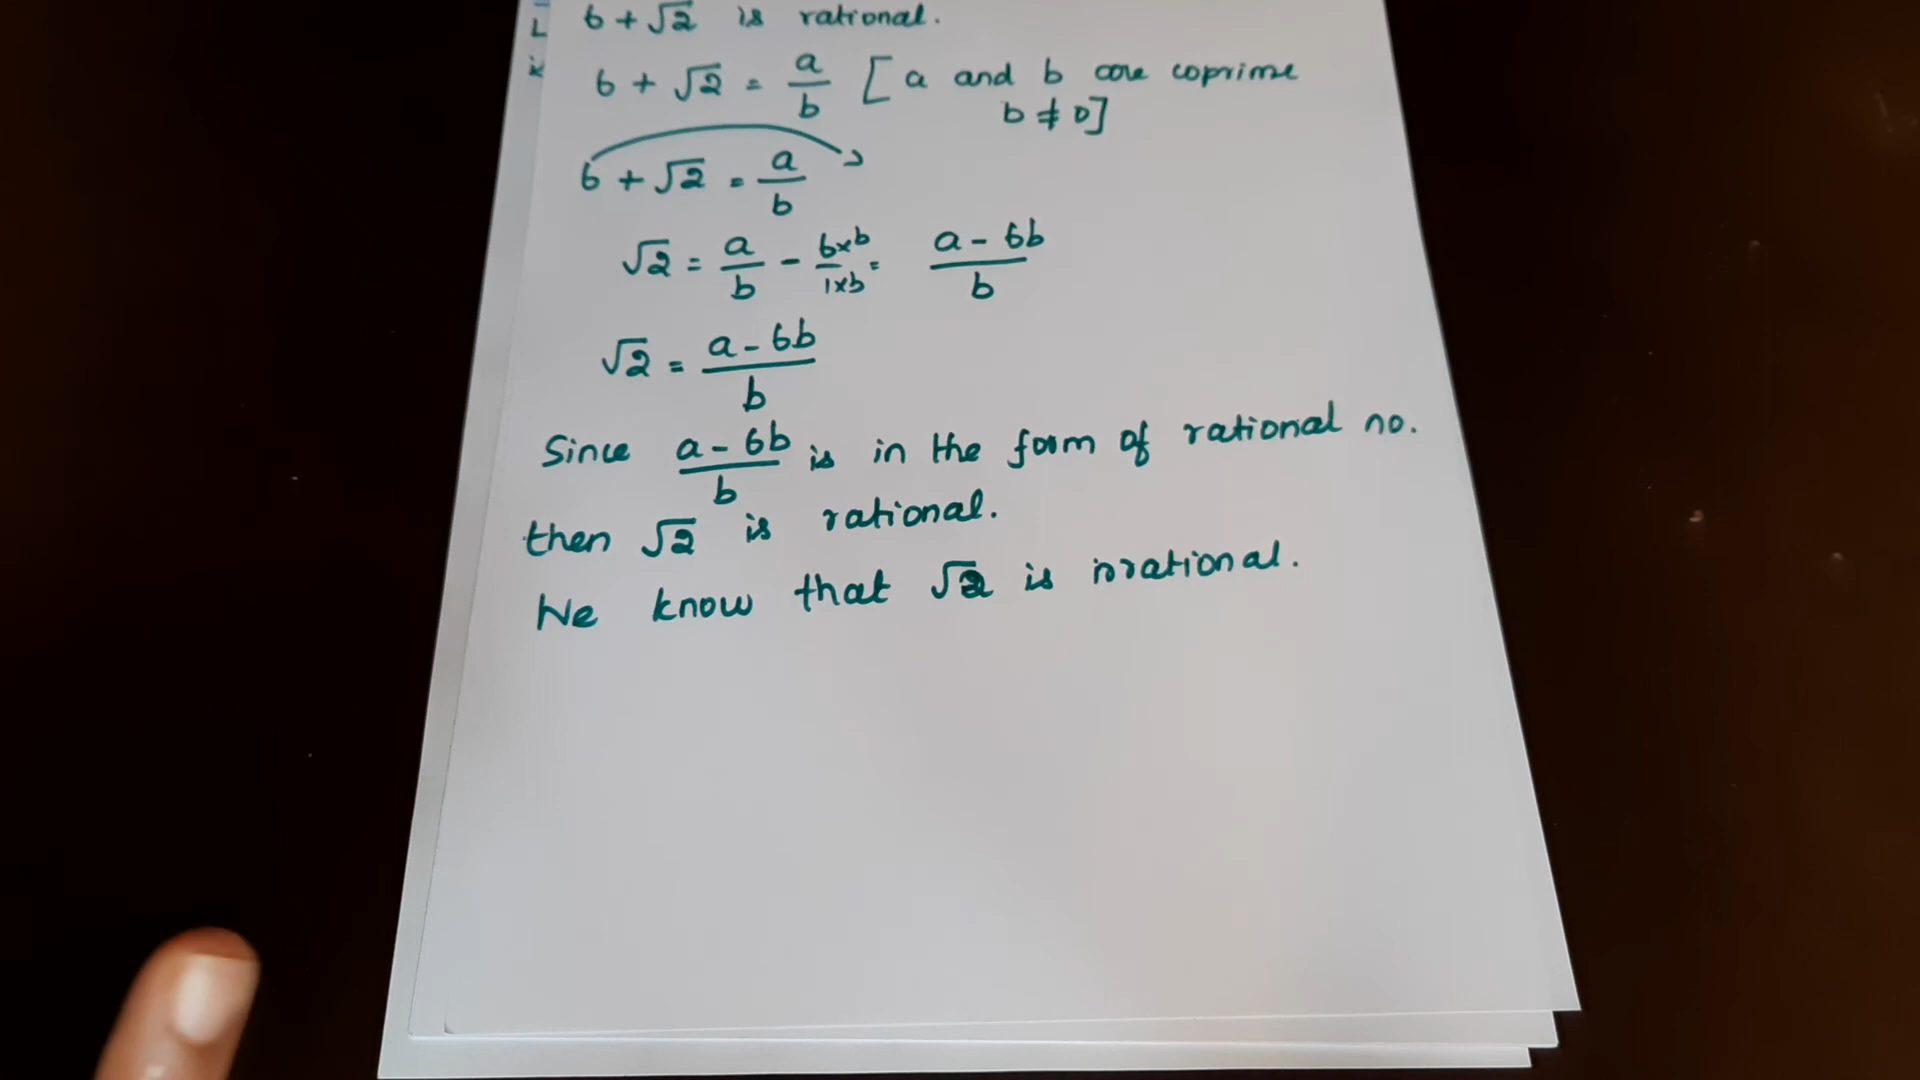 6 + √2 is rational.
6 + √2 = a/b [a and b are coprime
b ≠ 0]
6 + √2 = a/b
√2 = a/b - 6×b/1×b = a - 6b/b
√2 = a - 6b/b
Since a - 6b/b is in the form of rational no.
then √2 is rational.
We know that √2 is irrational.